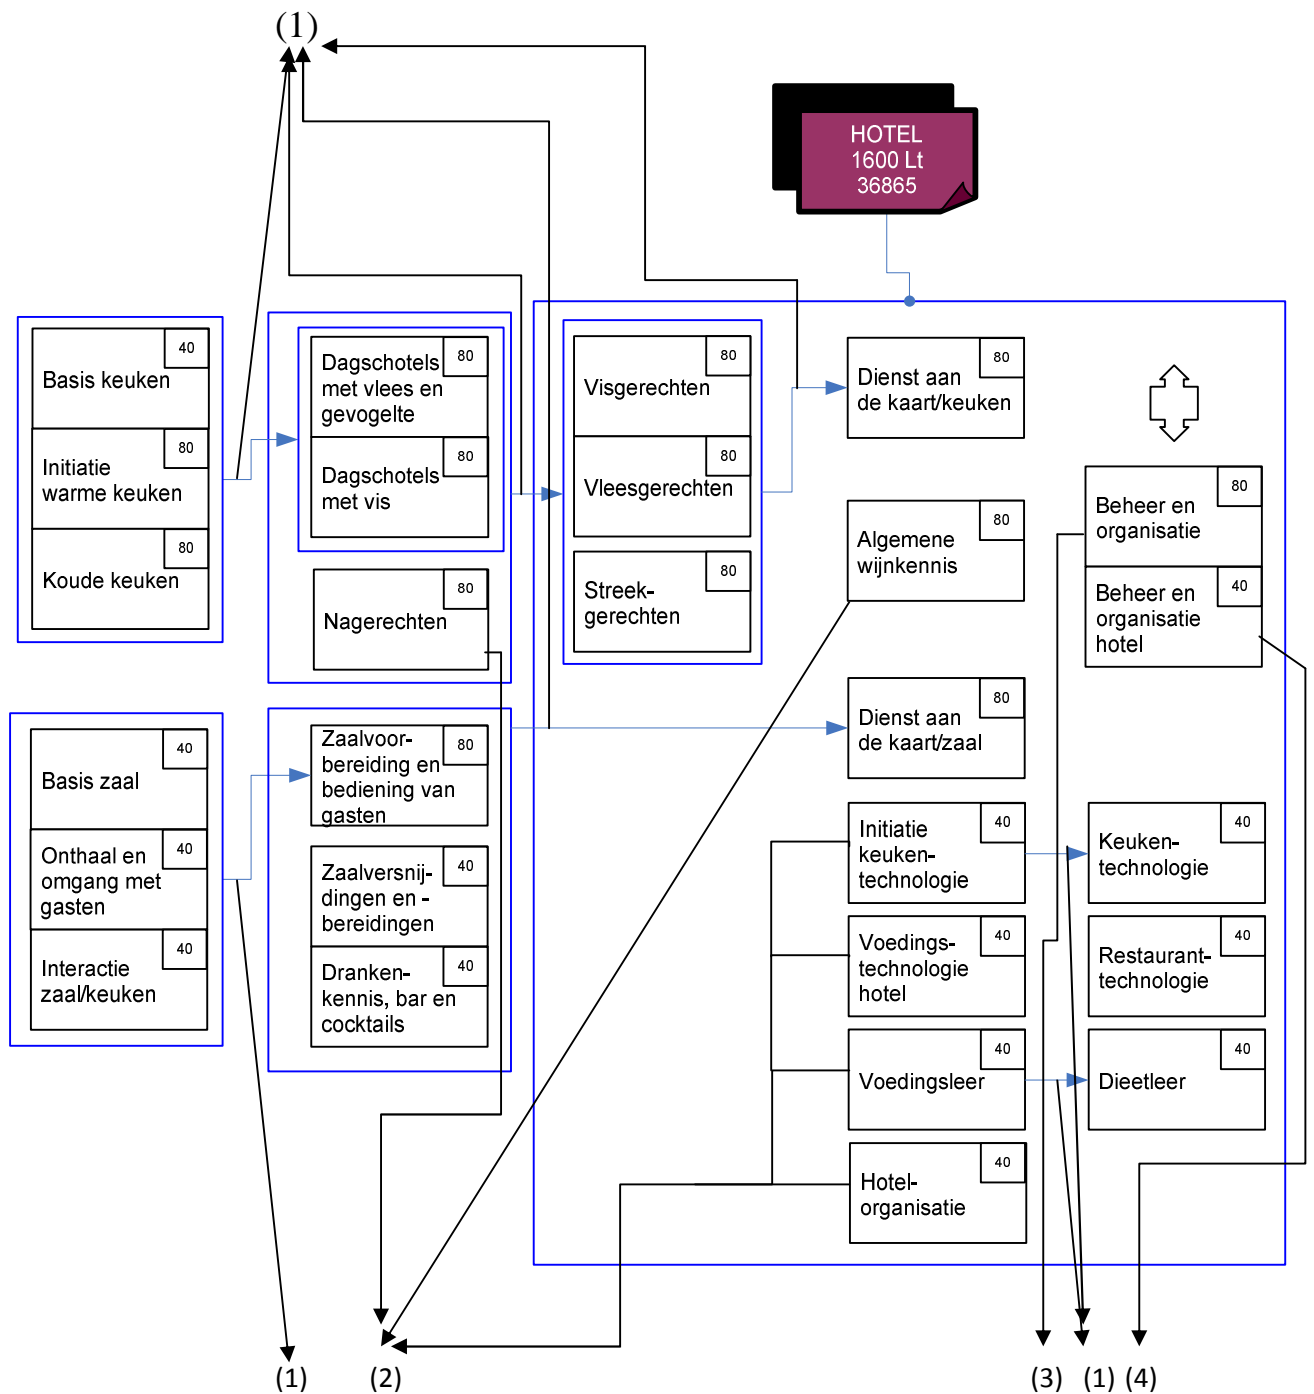 (1)
HOTEL
1600 Lt
36865
40
Basis keuken
80
Initiatie
warme keuken
80
Koude keuken
80
Dagschotels
met vlees en
gevogelte
80
Dagschotels
met vis
80
Nagerechten
80
Visgerechten
80
Vleesgerechten
80
Streek-
gerechten
80
Dienst aan
de kaart/keuken
80
Algemene
wijnkennis
80
Beheer en
organisatie
40
Beheer en
organisatie
hotel
40
Basis zaal
40
Onthaal en
omgang met
gasten
40
Interactie
zaal/keuken
80
Zaalvoor-
bereiding en
bediening van
gasten
40
Zaalversnij-
dingen en -
bereidingen
40
Dranken-
kennis, bar en
cocktails
80
Dienst aan
de kaart/zaal
40
Initiatie
keuken-
technologie
40
Keuken-
technologie
40
Voedings-
technologie
hotel
40
Restaurant-
technologie
40
Voedingsleer
40
Dieetleer
40
Hotel-
organisatie
(1) (2) (3) (1) (4)